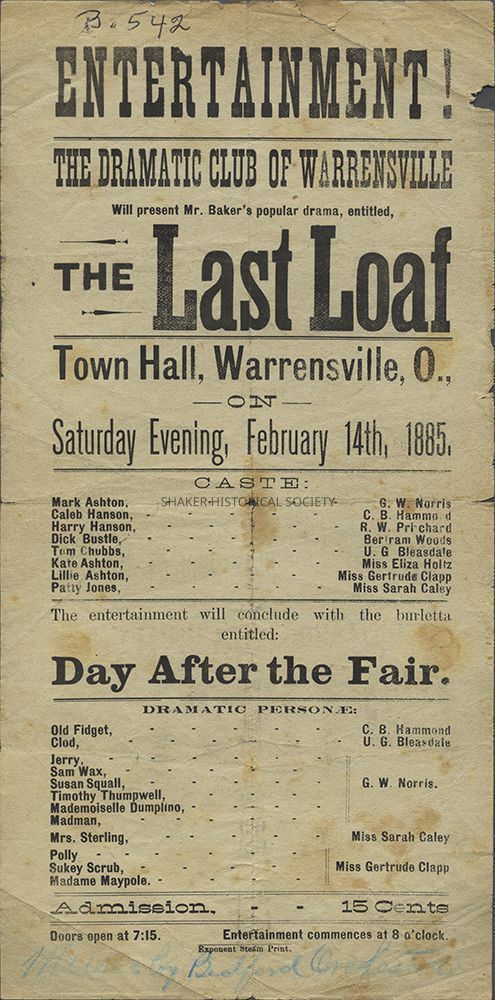 B. 542
ENTERTAINMENT!
THE DRAMATIC CLUB OF WARRENSVILLE
Will present Mr. Baker's popular drama, entitled,
THE Last Loaf
Town Hall, Warrensville, O.,
—ON—
Saturday Evening, February 14th, 1885.
CASTE:
SHAKER HISTORICAL SOCIETY
Mark Ashton, - - - - - - G. W. Norris
Caleb Hanson, - - - - - - C. B. Hammond
Harry Hanson, - - - - - - R. W. Prichard
Dick Bustle, - - - - - - Bertram Woods
Tom Chubbs, - - - - - - U. G Bleasdale
Kate Ashton, - - - - - - Miss Eliza Holtz
Lillie Ashton, - - - - - - Miss Gertrude Clapp
Patty Jones, - - - - - - Miss Sarah Caley
The entertainment will conclude with the burletta
entitled:
Day After the Fair.
DRAMATIC PERSONÆ:
Old Fidget, - - - - - - C. B. Hammond
Clod, - - - - - - U. G. Bleasdale
Jerry, - - - - - -
Sam Wax, - - - - - -
Susan Squall, - - - - - - G. W. Norris.
Timothy Thumpwell, - - - - -
Mademoiselle Dumplino, - - - -
Madman, - - - - - -
Mrs. Sterling, - - - - - - Miss Sarah Caley
Polly - - - - - -
Sukey Scrub, - - - - - - Miss Gertrude Clapp
Madame Maypole. - - - - - -
Admission, - - 15 Cents
Doors open at 7:15. Entertainment commences at 8 o'clock.
Exponent Steam Print.
by Bedford Orchestra